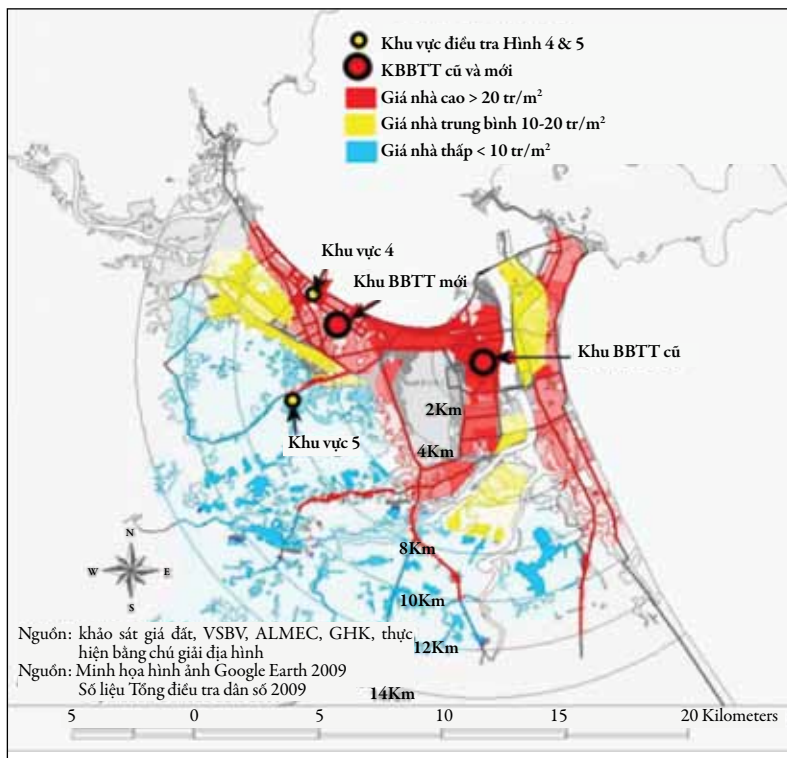 Khu vực điều tra Hình 4 & 5
KBBTT cũ và mới
Giá nhà cao > 20 tr/m²
Giá nhà trung bình 10-20 tr/m²
Giá nhà thấp < 10 tr/m²
Khu vực 4
Khu BBTT mới
Khu BBTT cũ
2Km
Khu vực 5
4Km
N
W E
S
8Km
10Km
12Km
14Km
Nguồn: khảo sát giá đất, VSBV, ALMEC, GHK, thực
hiện bằng chú giải địa hình
Nguồn: Minh họa hình ảnh Google Earth 2009
Số liệu Tổng điều tra dân số 2009
5 0 5 10 15 20 Kilometers